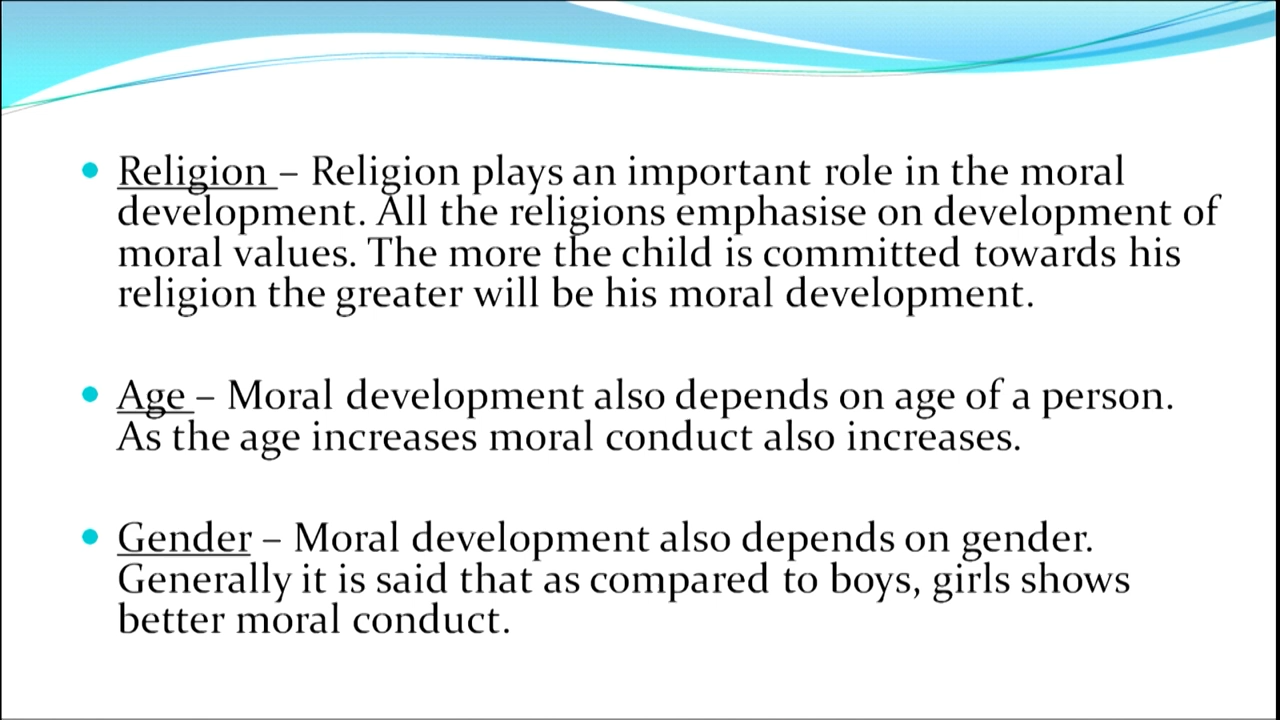 • Religion – Religion plays an important role in the moral
development. All the religions emphasise on development of
moral values. The more the child is committed towards his
religion the greater will be his moral development.
• Age – Moral development also depends on age of a person.
As the age increases moral conduct also increases.
• Gender – Moral development also depends on gender.
Generally it is said that as compared to boys, girls shows
better moral conduct.